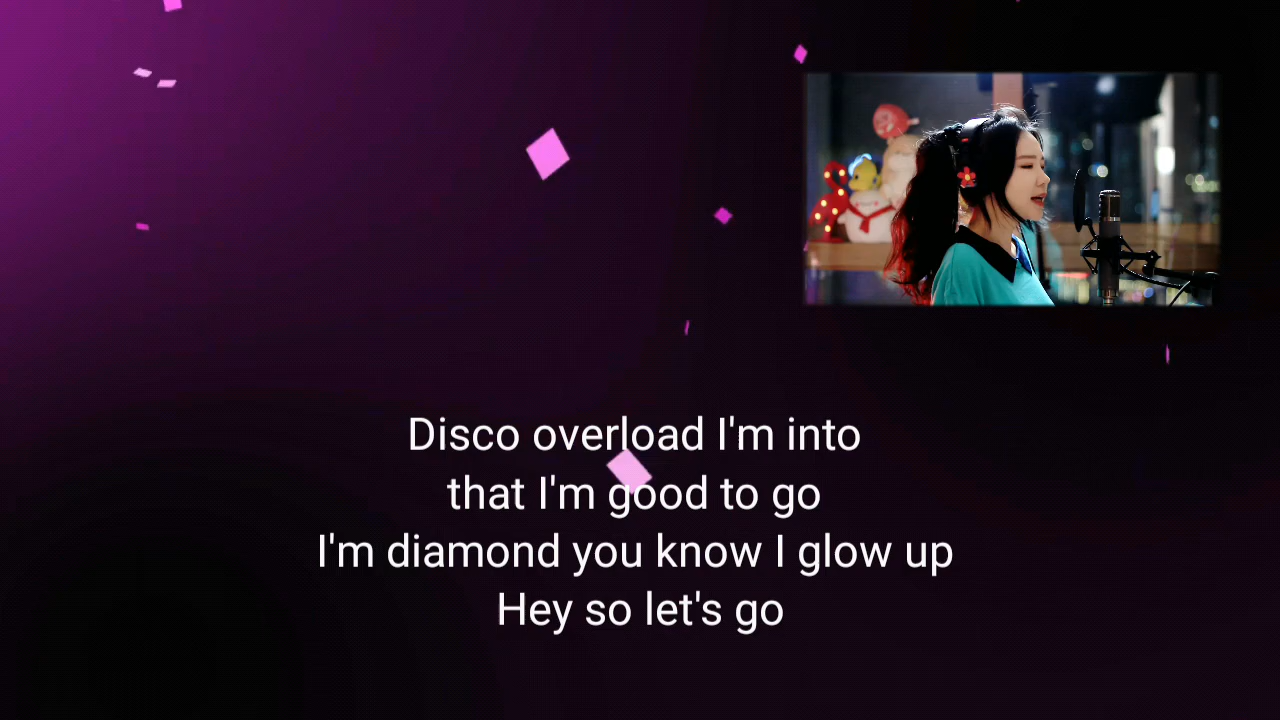 Disco overload I'm into
that I'm good to go
I'm diamond you know I glow up
Hey so let's go